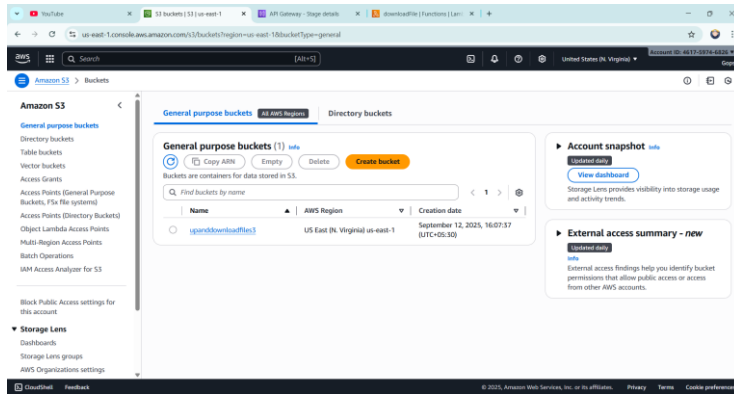 YouTube
S3 buckets | S3 | us-east-1
API Gateway - Stage details
downloadFile | Functions | Lam
us-east-1.console.aws.amazon.com/s3/buckets?region=us-east-1&bucketType=general
aws
Search
[Alt+S]
United States (N. Virginia)
Account ID: 4617-3974-6826
Amazon S3 > Buckets
Amazon S3
General purpose buckets
Directory buckets
Table buckets
Vector buckets
Access Grants
Access Points (General Purpose
Buckets, FSx file systems)
Access Points (Directory Buckets)
Object Lambda Access Points
Multi-Region Access Points
Batch Operations
IAM Access Analyzer for S3
Block Public Access settings for
this account
Storage Lens
Dashboards
Storage Lens groups
AWS Organizations settings
General purpose buckets All AWS Regions
Directory buckets
General purpose buckets (1) Info
Copy ARN
Empty
Delete
Create bucket
Buckets are containers for data stored in S3.
Find buckets by name
1
Name
AWS Region
Creation date
upanddownloadfiles3
US East (N. Virginia) us-east-1
September 12, 2025, 16:07:37
(UTC+05:30)
Account snapshot Info
Updated daily
View dashboard
Storage Lens provides visibility into storage usage
and activity trends.
External access summary - new
Updated daily
Info
External access findings help you identify bucket
permissions that allow public access or access
from other AWS accounts.
CloudShell
Feedback
© 2025, Amazon Web Services, Inc. or its affiliates.
Privacy
Terms
Cookie preferences